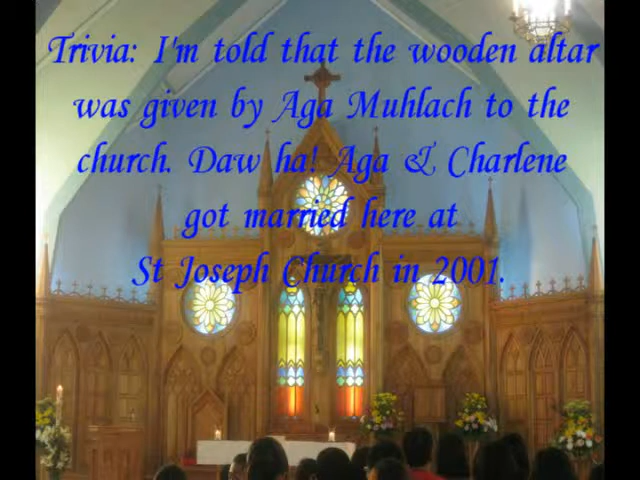 Trivia: I'm told that the wooden altar
was given by Aga Muhlach to the
church. Daw ha! Aga & Charlene
got married here at
St Joseph Church in 2001.